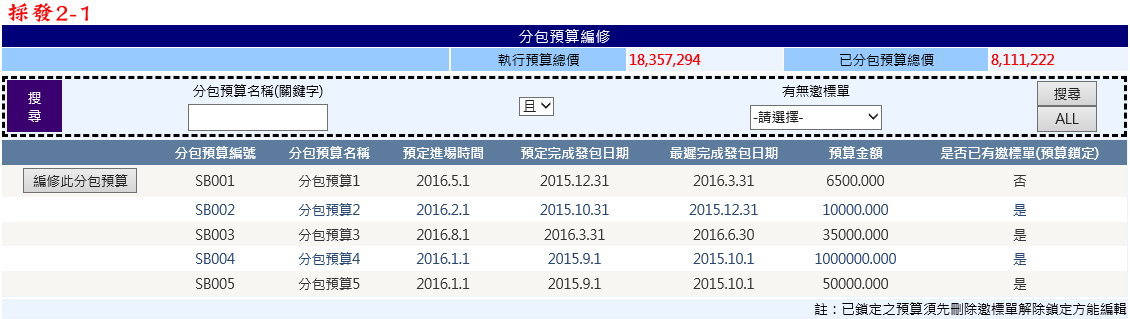 採發2-1
分包預算編修
執行預算總價 18,357,294 已分包預算總價 8,111,222
搜尋 分包預算名稱(關鍵字) 且 有無邀標單 -請選擇- 搜尋 ALL
分包預算編號 分包預算名稱 預定進場時間 預定完成發包日期 最遲完成發包日期 預算金額 是否已有邀標單(預算鎖定)
編修此分包預算 SB001 分包預算1 2016.5.1 2015.12.31 2016.3.31 6500.000 否
SB002 分包預算2 2016.2.1 2015.10.31 2015.12.31 10000.000 是
SB003 分包預算3 2016.8.1 2016.3.31 2016.6.30 35000.000 是
SB004 分包預算4 2016.1.1 2015.9.1 2015.10.1 1000000.000 是
SB005 分包預算5 2016.1.1 2015.9.1 2015.10.1 50000.000 是
註：已鎖定之預算須先刪除邀標單解除鎖定方能編輯